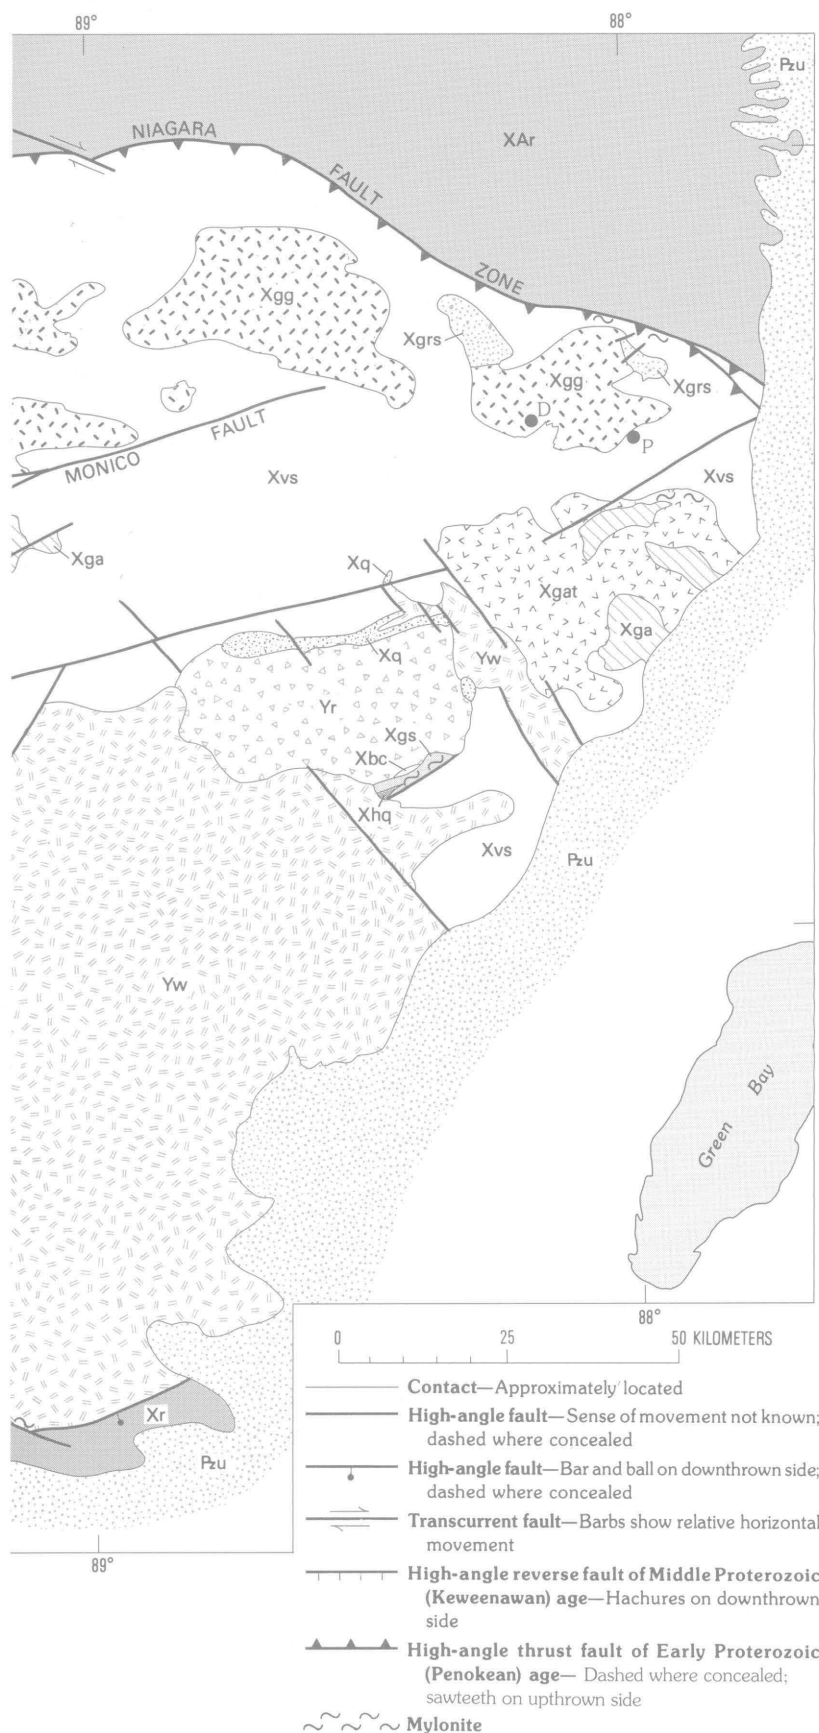 89°
88°
Pzu
NIAGARA
XAr
FAULT
ZONE
Xgg
Xgrs
Xgg
Xgrs
D
FAULT
P
MONICO
Xvs
Xvs
Xga
Xq
Xgat
Xga
Xq
Yw
Yr
Xgs
Xbc
Xhq
Xvs
Pzu
Yw
Green Bay
88°
0 25 50 KILOMETERS
Contact—Approximately located
High-angle fault—Sense of movement not known;
dashed where concealed
High-angle fault—Bar and ball on downthrown side;
dashed where concealed
Transcurrent fault—Barbs show relative horizontal
movement
High-angle reverse fault of Middle Proterozoic
(Keweenawan) age—Hachures on downthrown
side
High-angle thrust fault of Early Proterozoic
(Penokean) age— Dashed where concealed;
sawteeth on upthrown side
Mylonite
Xr
Pzu
89°